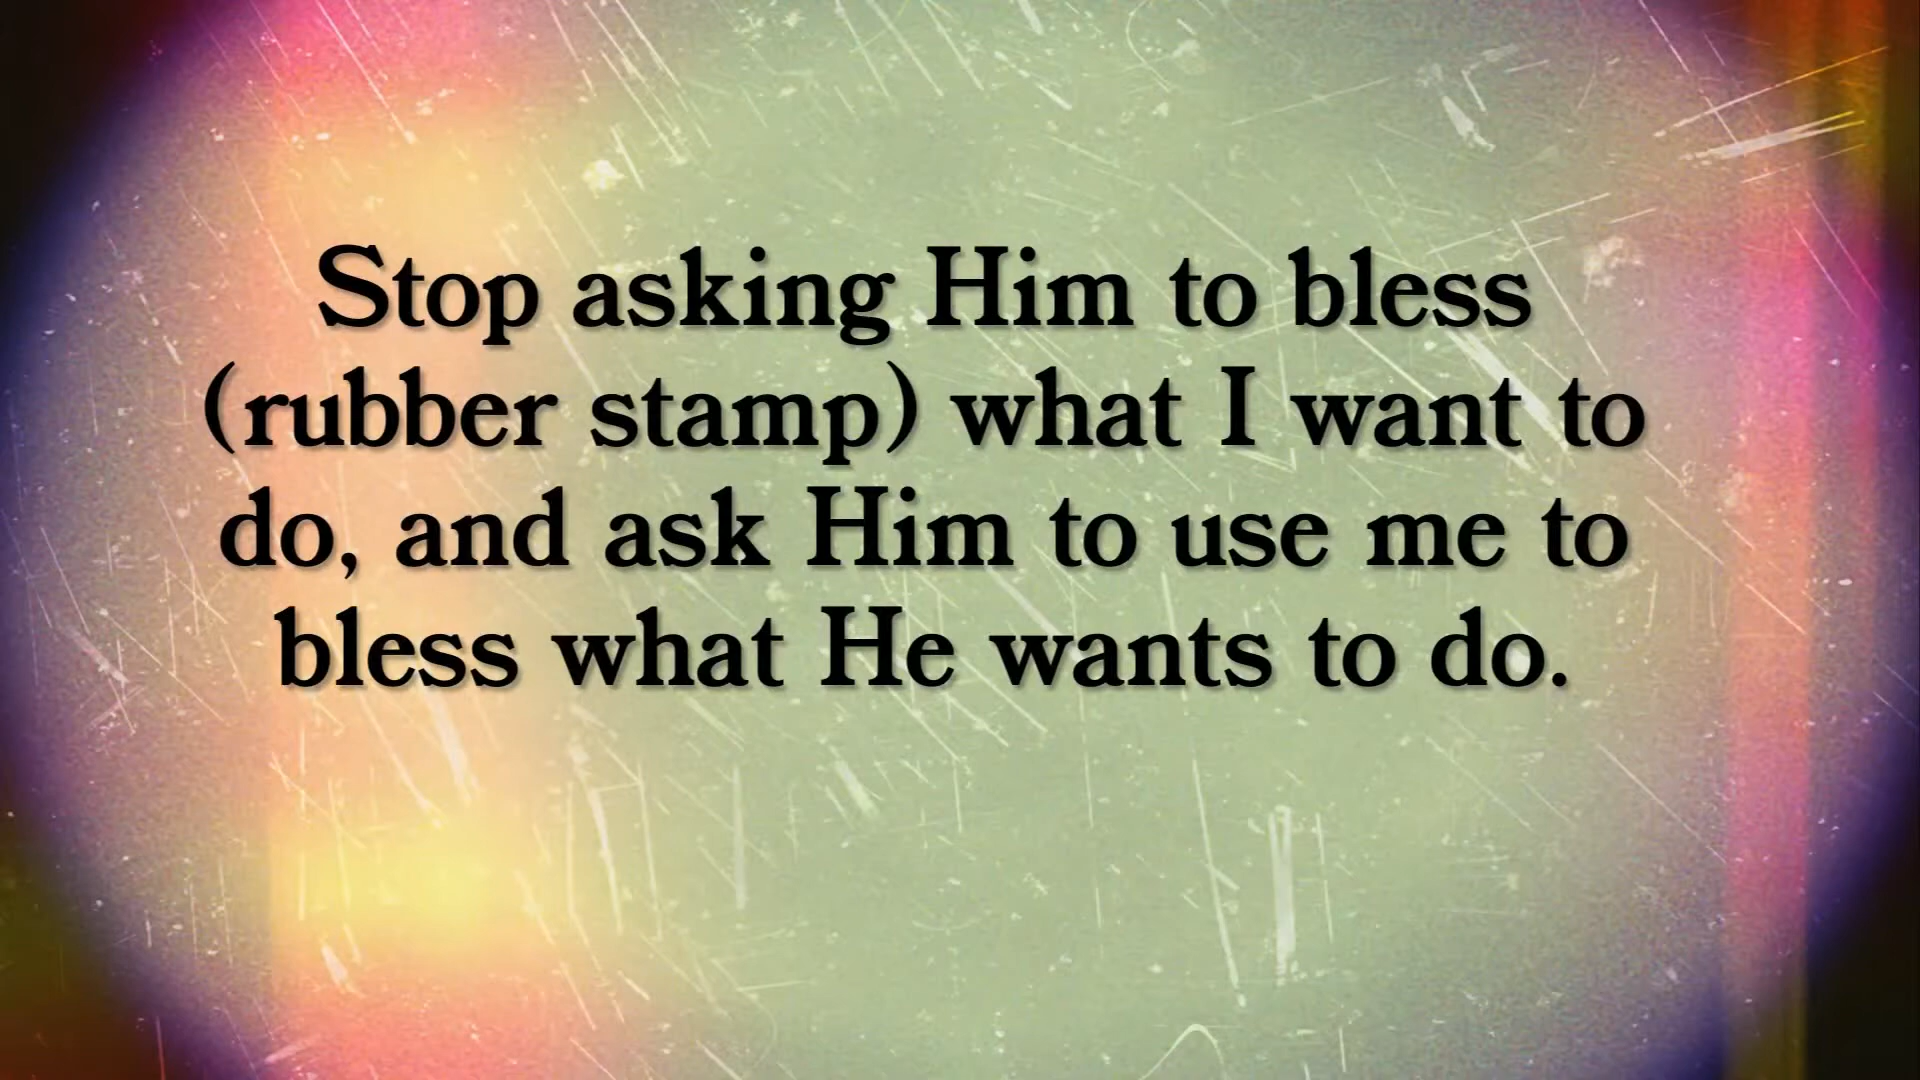 Stop asking Him to bless
(rubber stamp) what I want to
do, and ask Him to use me to
bless what He wants to do.